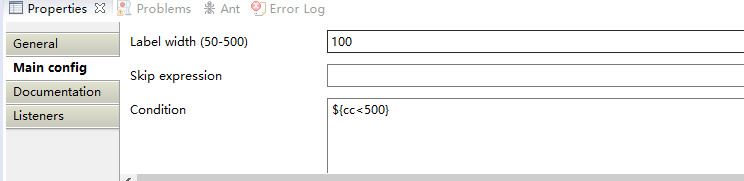 Properties Problems Ant Error Log
General
Main config
Documentation
Listeners
Label width (50-500) 100
Skip expression
Condition ${cc<500}